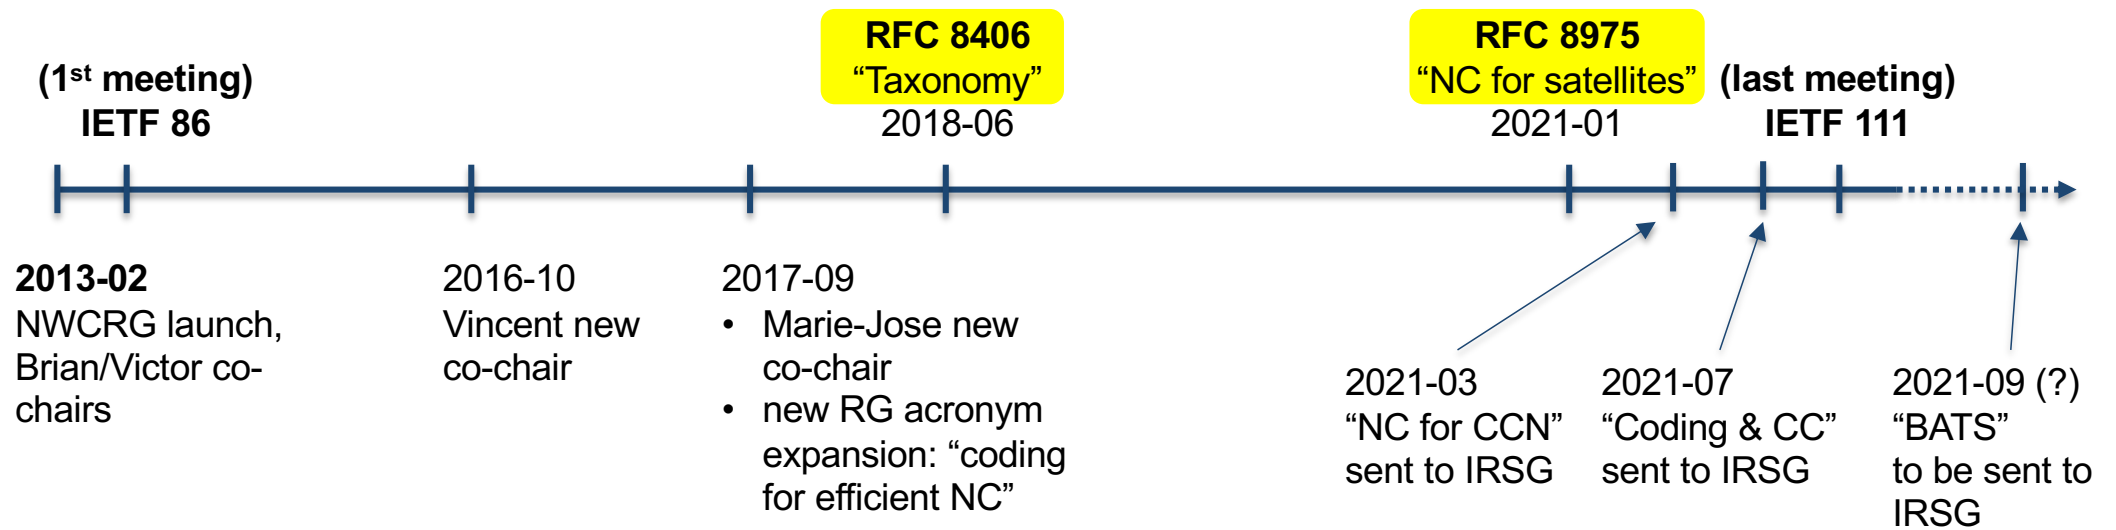 (1st meeting)
IETF 86
RFC 8406
“Taxonomy”
2018-06
RFC 8975
“NC for satellites”
2021-01
(last meeting)
IETF 111
2013-02
NWCRG launch,
Brian/Victor co-
chairs
2016-10
Vincent new
co-chair
2017-09
• Marie-Jose new
co-chair
• new RG acronym
expansion: “coding
for efficient NC”
2021-03
“NC for CCN”
sent to IRSG
2021-07
“Coding & CC”
sent to IRSG
2021-09 (?)
“BATS”
to be sent to
IRSG